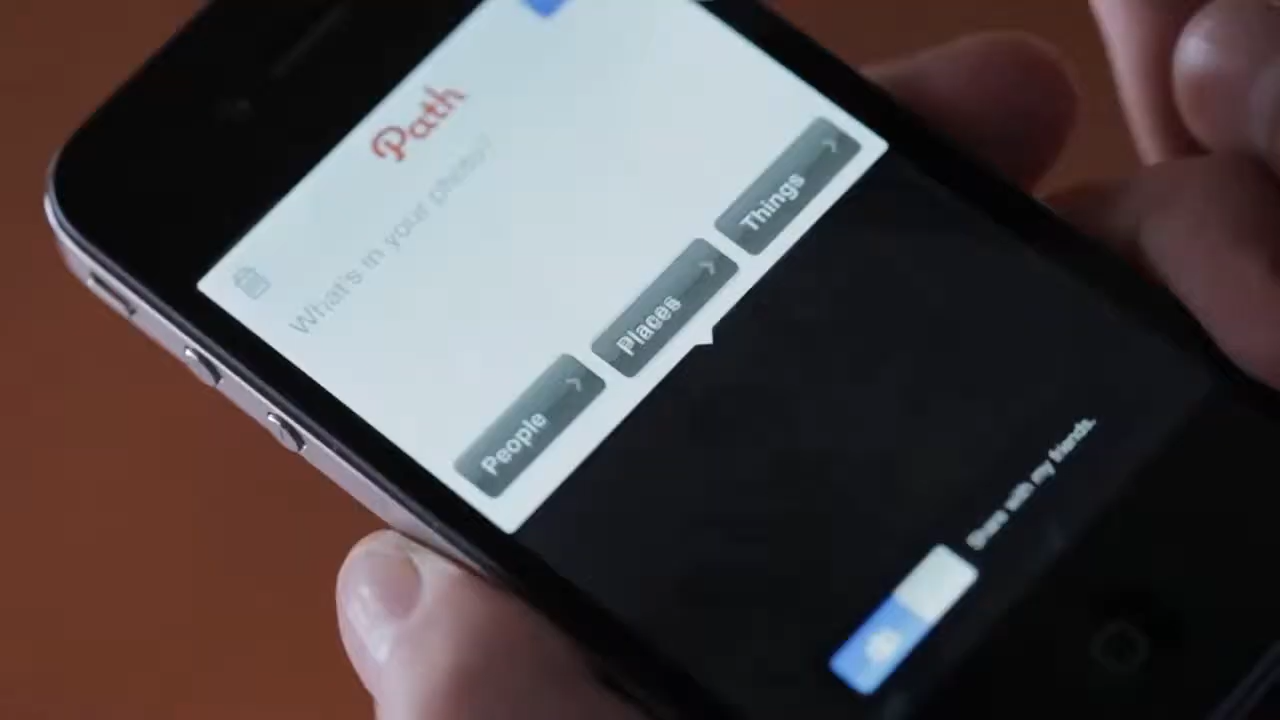 Path
What's in your photo?
People
Places
Things
Share with my friends.